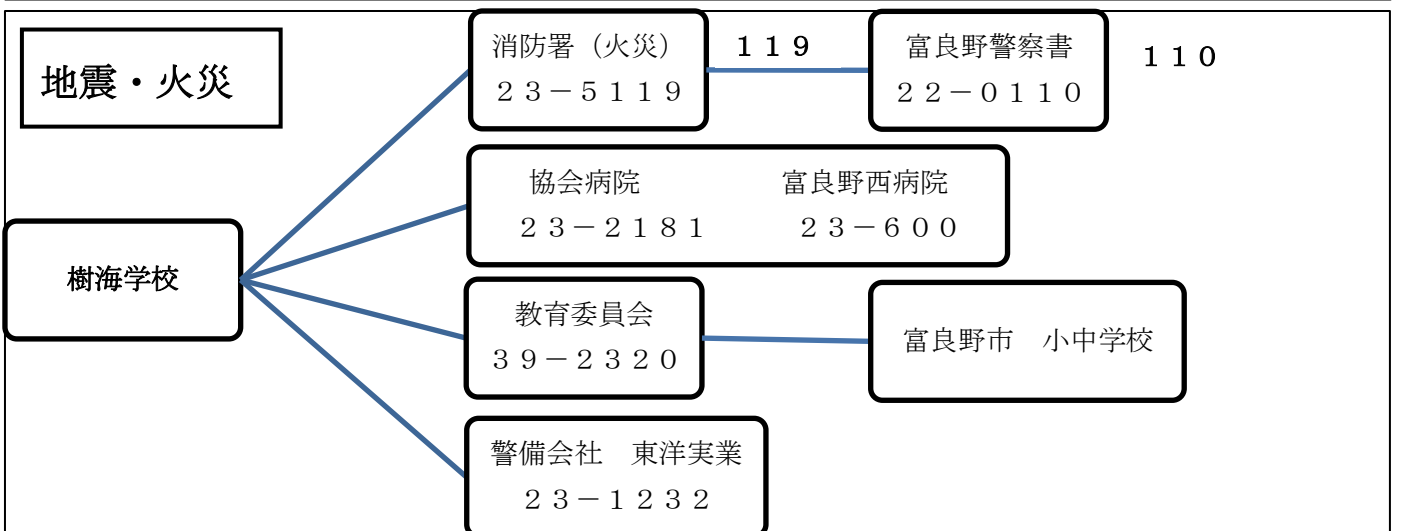 地震・火災
消防署（火災）
２３－５１１９
１１９
富良野警察書
２２－０１１０
１１０
協会病院　富良野西病院
２３－２１８１　２３－６００
樹海学校
教育委員会
３９－２３２０
富良野市　小中学校
警備会社　東洋実業
２３－１２３２